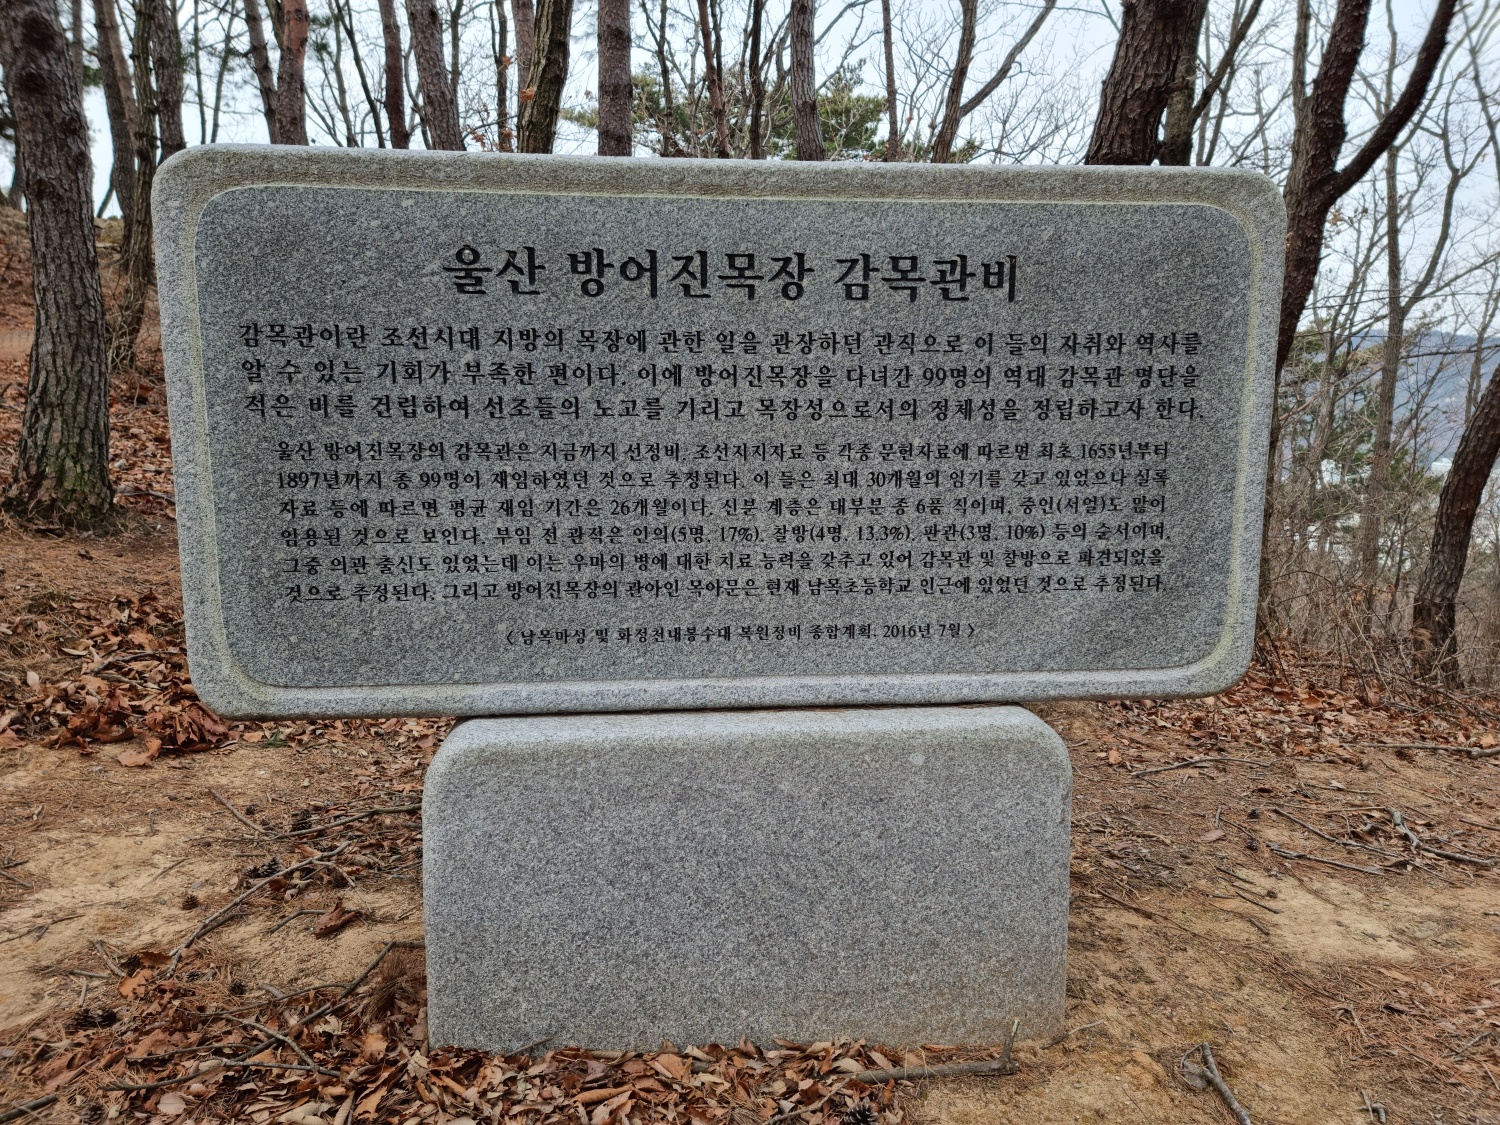 울산 방어진목장 감목관비
감목관이란 조선시대 지방의 목장에 관한 일을 관장하던 관직으로 이 들의 자취와 역사를
알 수 있는 기회가 부족한 편이다. 이에 방어진목장을 다녀간 99명의 역대 감목관 명단을
적은 비를 건립하여 선조들의 노고를 기리고 목장성으로서의 정체성을 정립하고자 한다.
울산 방어진목장의 감목관은 지금까지 선정비, 조선지지자료 등 각종 문헌자료에 따르면 최초 1655년부터
1897년까지 총 99명이 재임하였던 것으로 추정된다. 이 들은 최대 30개월의 임기를 갖고 있었으나 실록
자료 등에 따르면 평균 재임 기간은 26개월이다. 신분 계층은 대부분 종 6품 직이며, 중인(서얼)도 많이
임용된 것으로 보인다. 부임 전 관적은 인의(5명, 17%), 찰방(4명, 13.3%), 판관(3명, 10%) 등의 순서이며,
그중 의관 출신도 있었는데 이는 우마의 병에 대한 치료 능력을 갖추고 있어 감목관 및 찰방으로 파견되었을
것으로 추정된다. 그리고 방어진목장의 관아인 목아문은 현재 남목초등학교 인근에 있었던 것으로 추정된다.
< 남목마성 및 화정천내봉수대 복원정비 종합계획, 2016년 7월 >